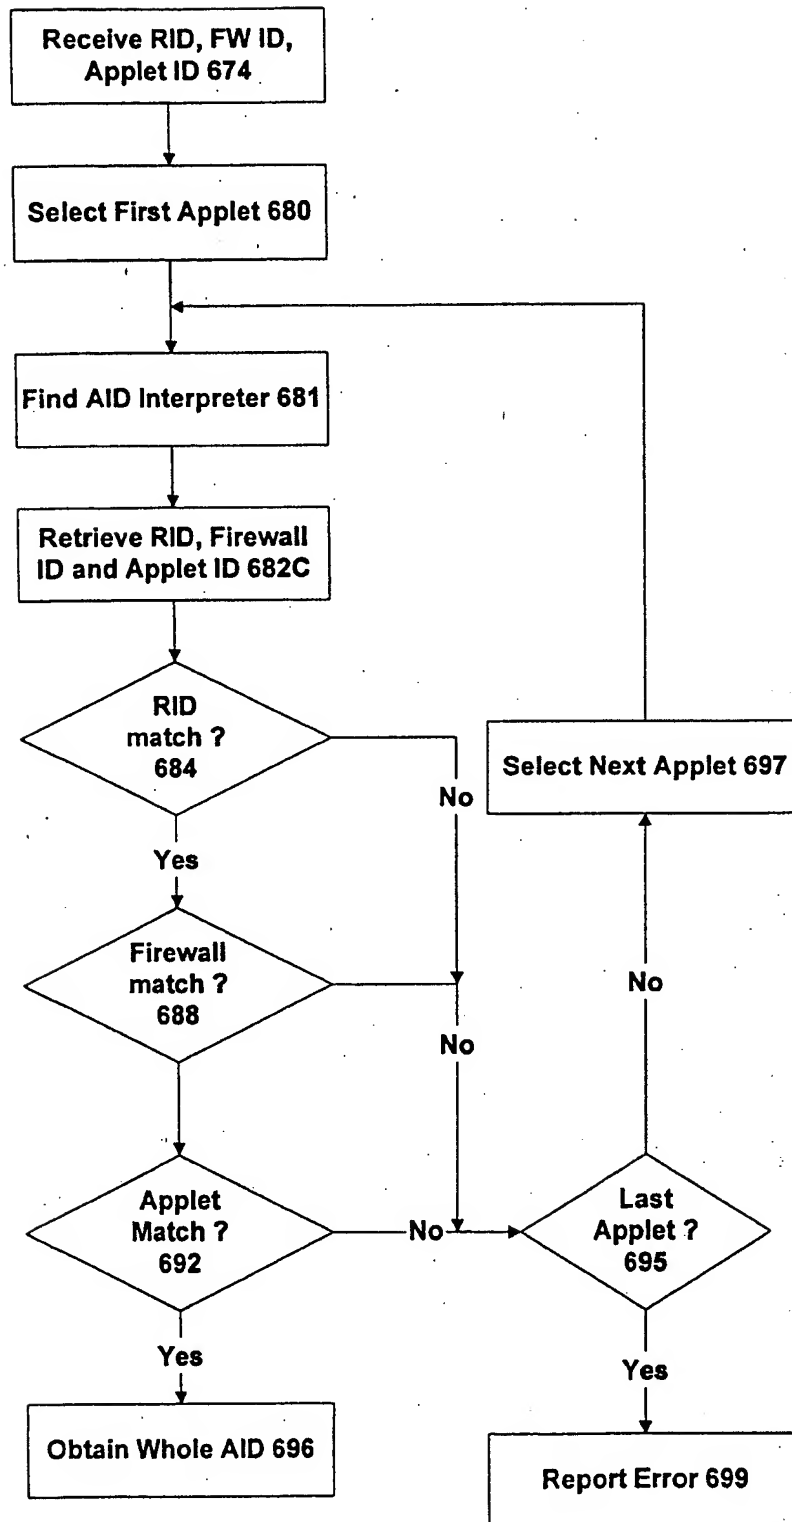 Receive RID, FW ID,
Applet ID 674
Select First Applet 680
Find AID Interpreter 681
Retrieve RID, Firewall
ID and Applet ID 682C
RID
match ?
684
No
Yes
Select Next Applet 697
Firewall
match ?
688
No
No
Applet
Match ?
692
No
Last
Applet ?
695
Yes
Yes
Obtain Whole AID 696
Report Error 699